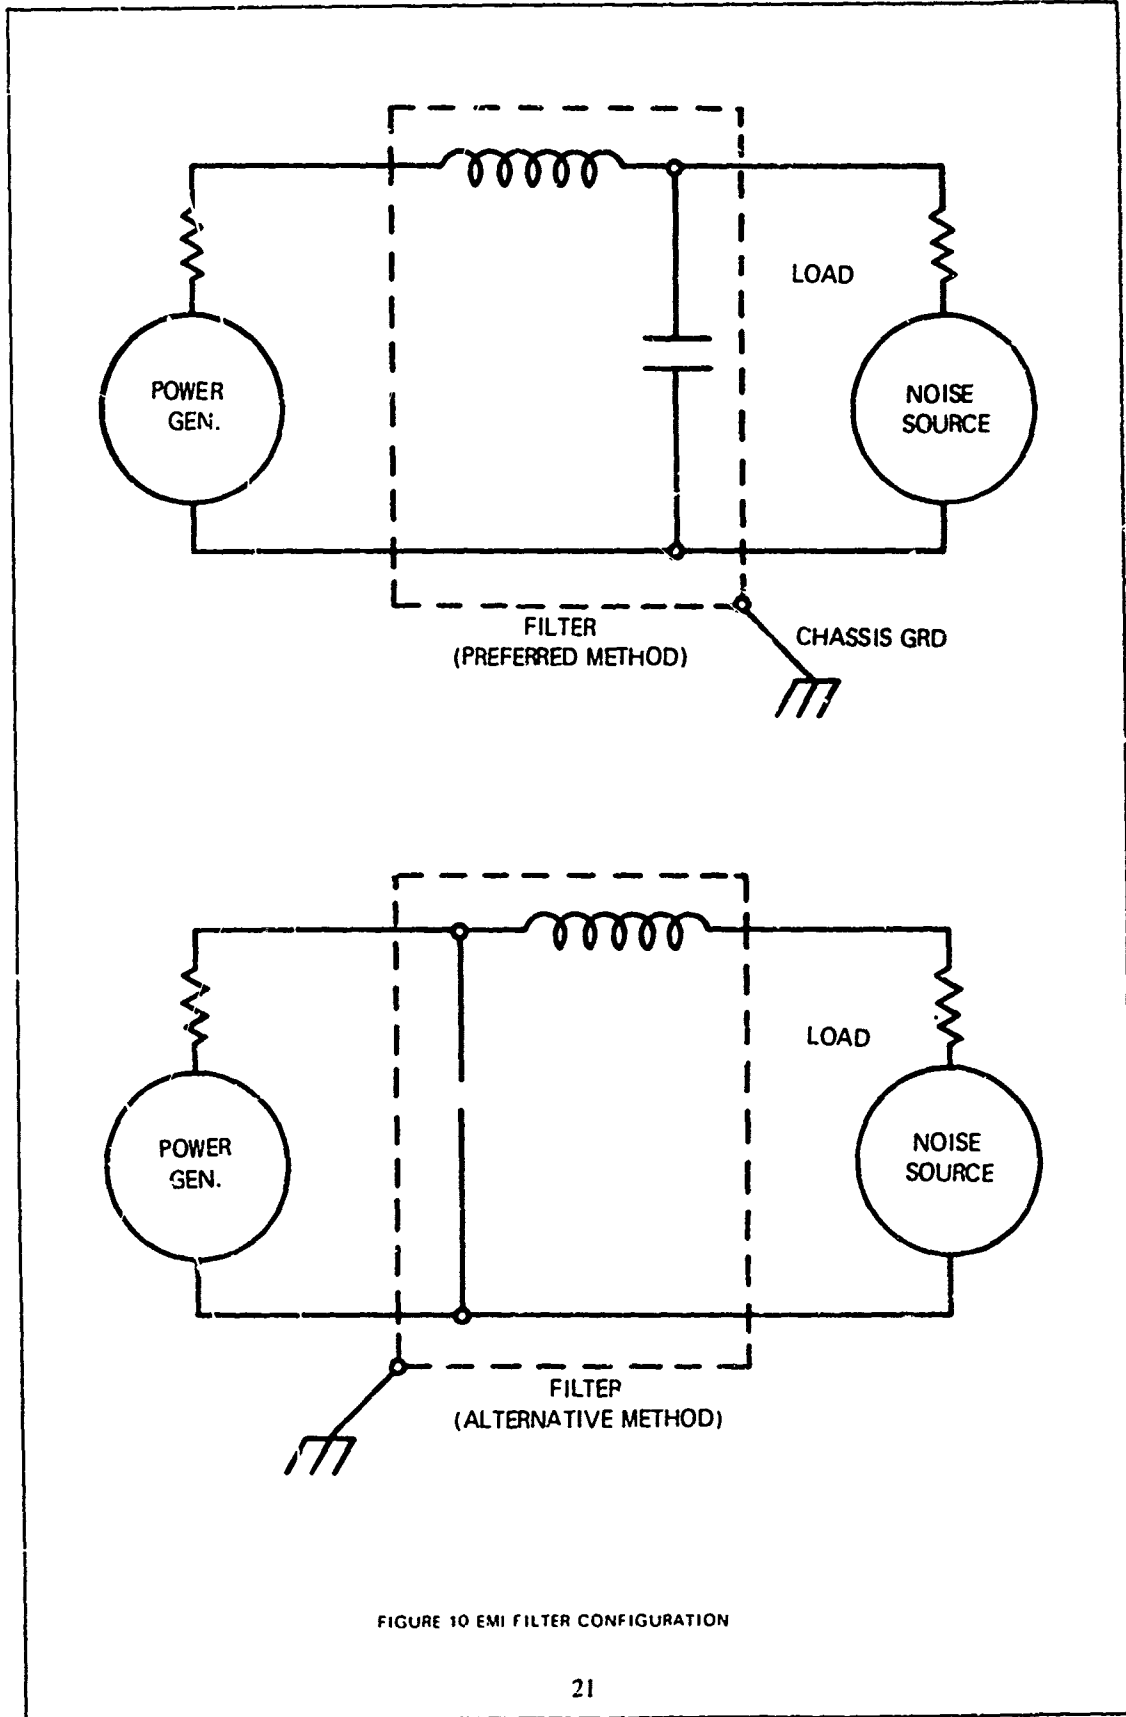 LOAD
POWER
GEN.
NOISE
SOURCE
FILTER
(PREFERRED METHOD)
CHASSIS GRD
LOAD
POWER
GEN.
NOISE
SOURCE
FILTER
(ALTERNATIVE METHOD)
FIGURE 10 EMI FILTER CONFIGURATION
21